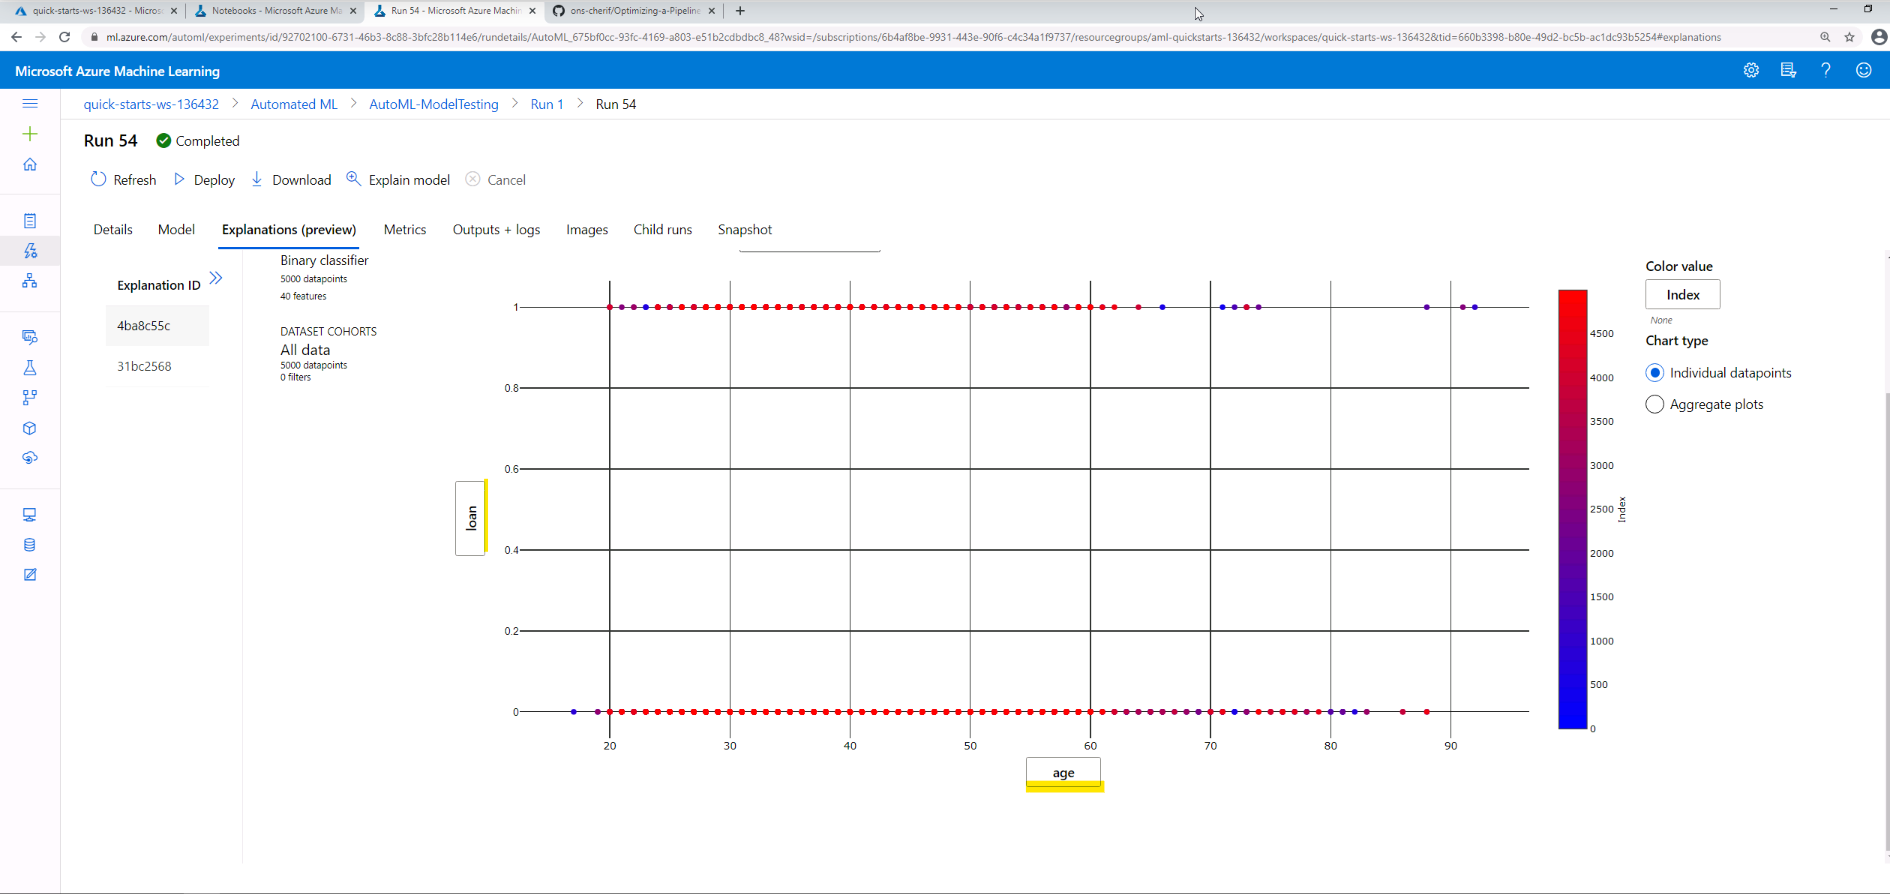 quick-starts-ws-136432 - Micros
Notebooks - Microsoft Azure Ma
Run 54 - Microsoft Azure Machin
ons-cherif/Optimizing-a-Pipeline
ml.azure.com/automl/experiments/id/92702100-6731-46b3-8c88-3bfc28b114e6/rundetails/AutoML_675bf0cc-93fc-4169-a803-e51b2cdbdbc8_48?wsid=/subscriptions/6b4af8be-9931-443e-90f6-c4c34a1f9737/resourcegroups/aml-quickstarts-136432/workspaces/quick-starts-ws-136432&tid=660b3398-b80e-49d2-bc5b-ac1dc93b5254#explanations
Microsoft Azure Machine Learning
quick-starts-ws-136432 > Automated ML > AutoML-ModelTesting > Run 1 > Run 54
Run 54 Completed
Refresh Deploy Download Explain model Cancel
Details Model Explanations (preview) Metrics Outputs + logs Images Child runs Snapshot
Explanation ID
4ba8c55c
31bc2568
Binary classifier
5000 datapoints
40 features
DATASET COHORTS
All data
5000 datapoints
0 filters
loan
1
0.8
0.6
0.4
0.2
0
20 30 40 50 60 70 80 90
age
4500
4000
3500
3000
2500
2000
1500
1000
500
0
Index
Color value
Index
None
Chart type
Individual datapoints
Aggregate plots